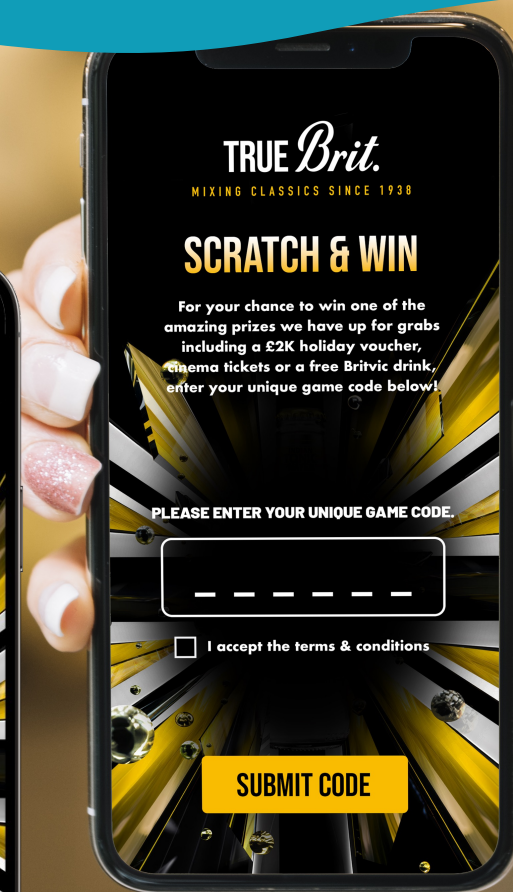 TRUE Brit.
MIXING CLASSICS SINCE 1938
SCRATCH & WIN
For your chance to win one of the
amazing prizes we have up for grabs
including a £2K holiday voucher,
cinema tickets or a free Britvic drink,
enter your unique game code below!
PLEASE ENTER YOUR UNIQUE GAME CODE.
I accept the terms & conditions
SUBMIT CODE